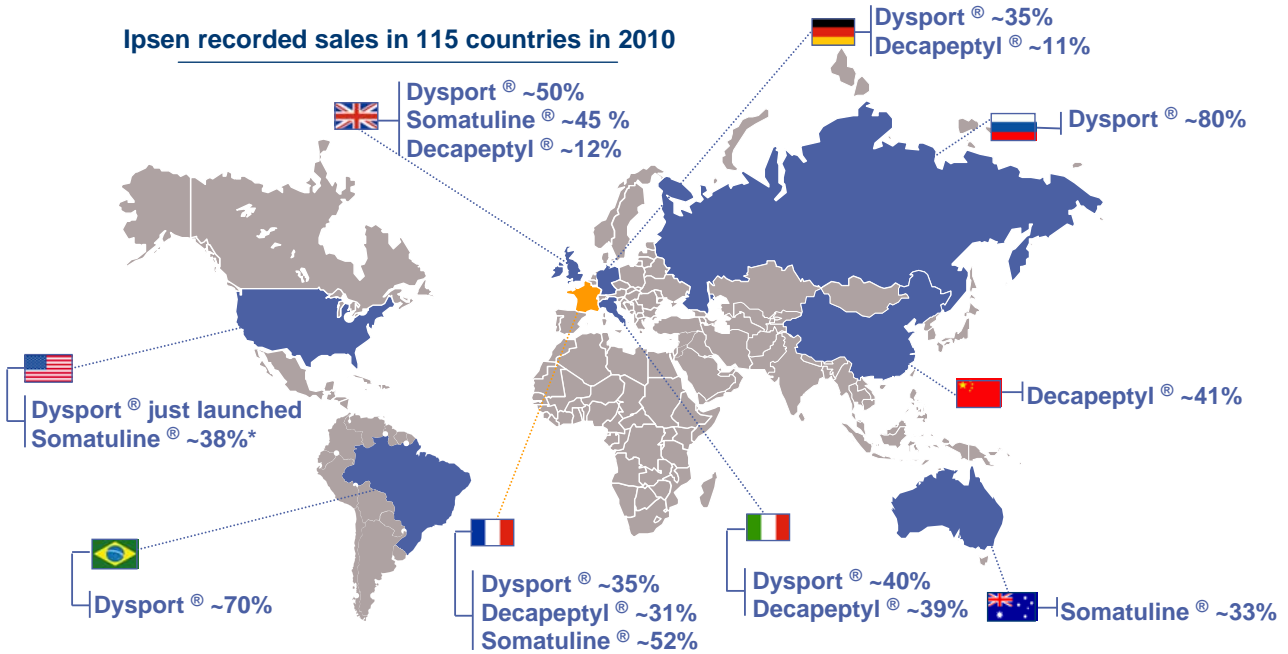 Ipsen recorded sales in 115 countries in 2010
Dysport ® ~35%
Decapeptyl ® ~11%
Dysport ® ~50%
Somatuline ® ~45 %
Decapeptyl ® ~12%
Dysport ® ~80%
Dysport ® just launched
Somatuline ® ~38%*
Decapeptyl ® ~41%
Dysport ® ~70%
Dysport ® ~35%
Decapeptyl ® ~31%
Somatuline ® ~52%
Dysport ® ~40%
Decapeptyl ® ~39%
Somatuline ® ~33%